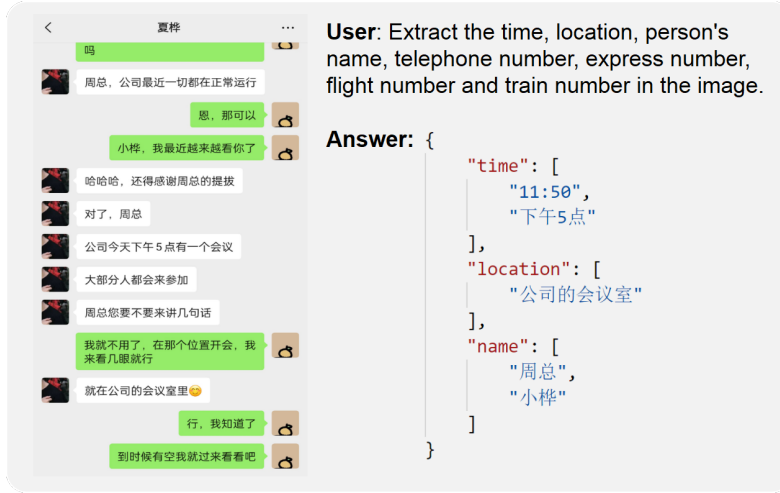 夏桦
...
吗
周总，公司最近一切都在正常运行
恩，那可以
小桦，我最近越来越看你了
哈哈哈，还得感谢周总的提拔
对了，周总
公司今天下午5点有一个会议
大部分人都会来参加
周总您要不要来讲几句话
我就不用了，在那个位置开会，我
来看几眼就行
就在公司的会议室里😊
行，我知道了
到时候有空我就过来看看吧
User: Extract the time, location, person's
name, telephone number, express number,
flight number and train number in the image.
Answer: {
"time": [
"11:50",
"下午5点"
],
"location": [
"公司的会议室"
],
"name": [
"周总",
"小桦"
]
}